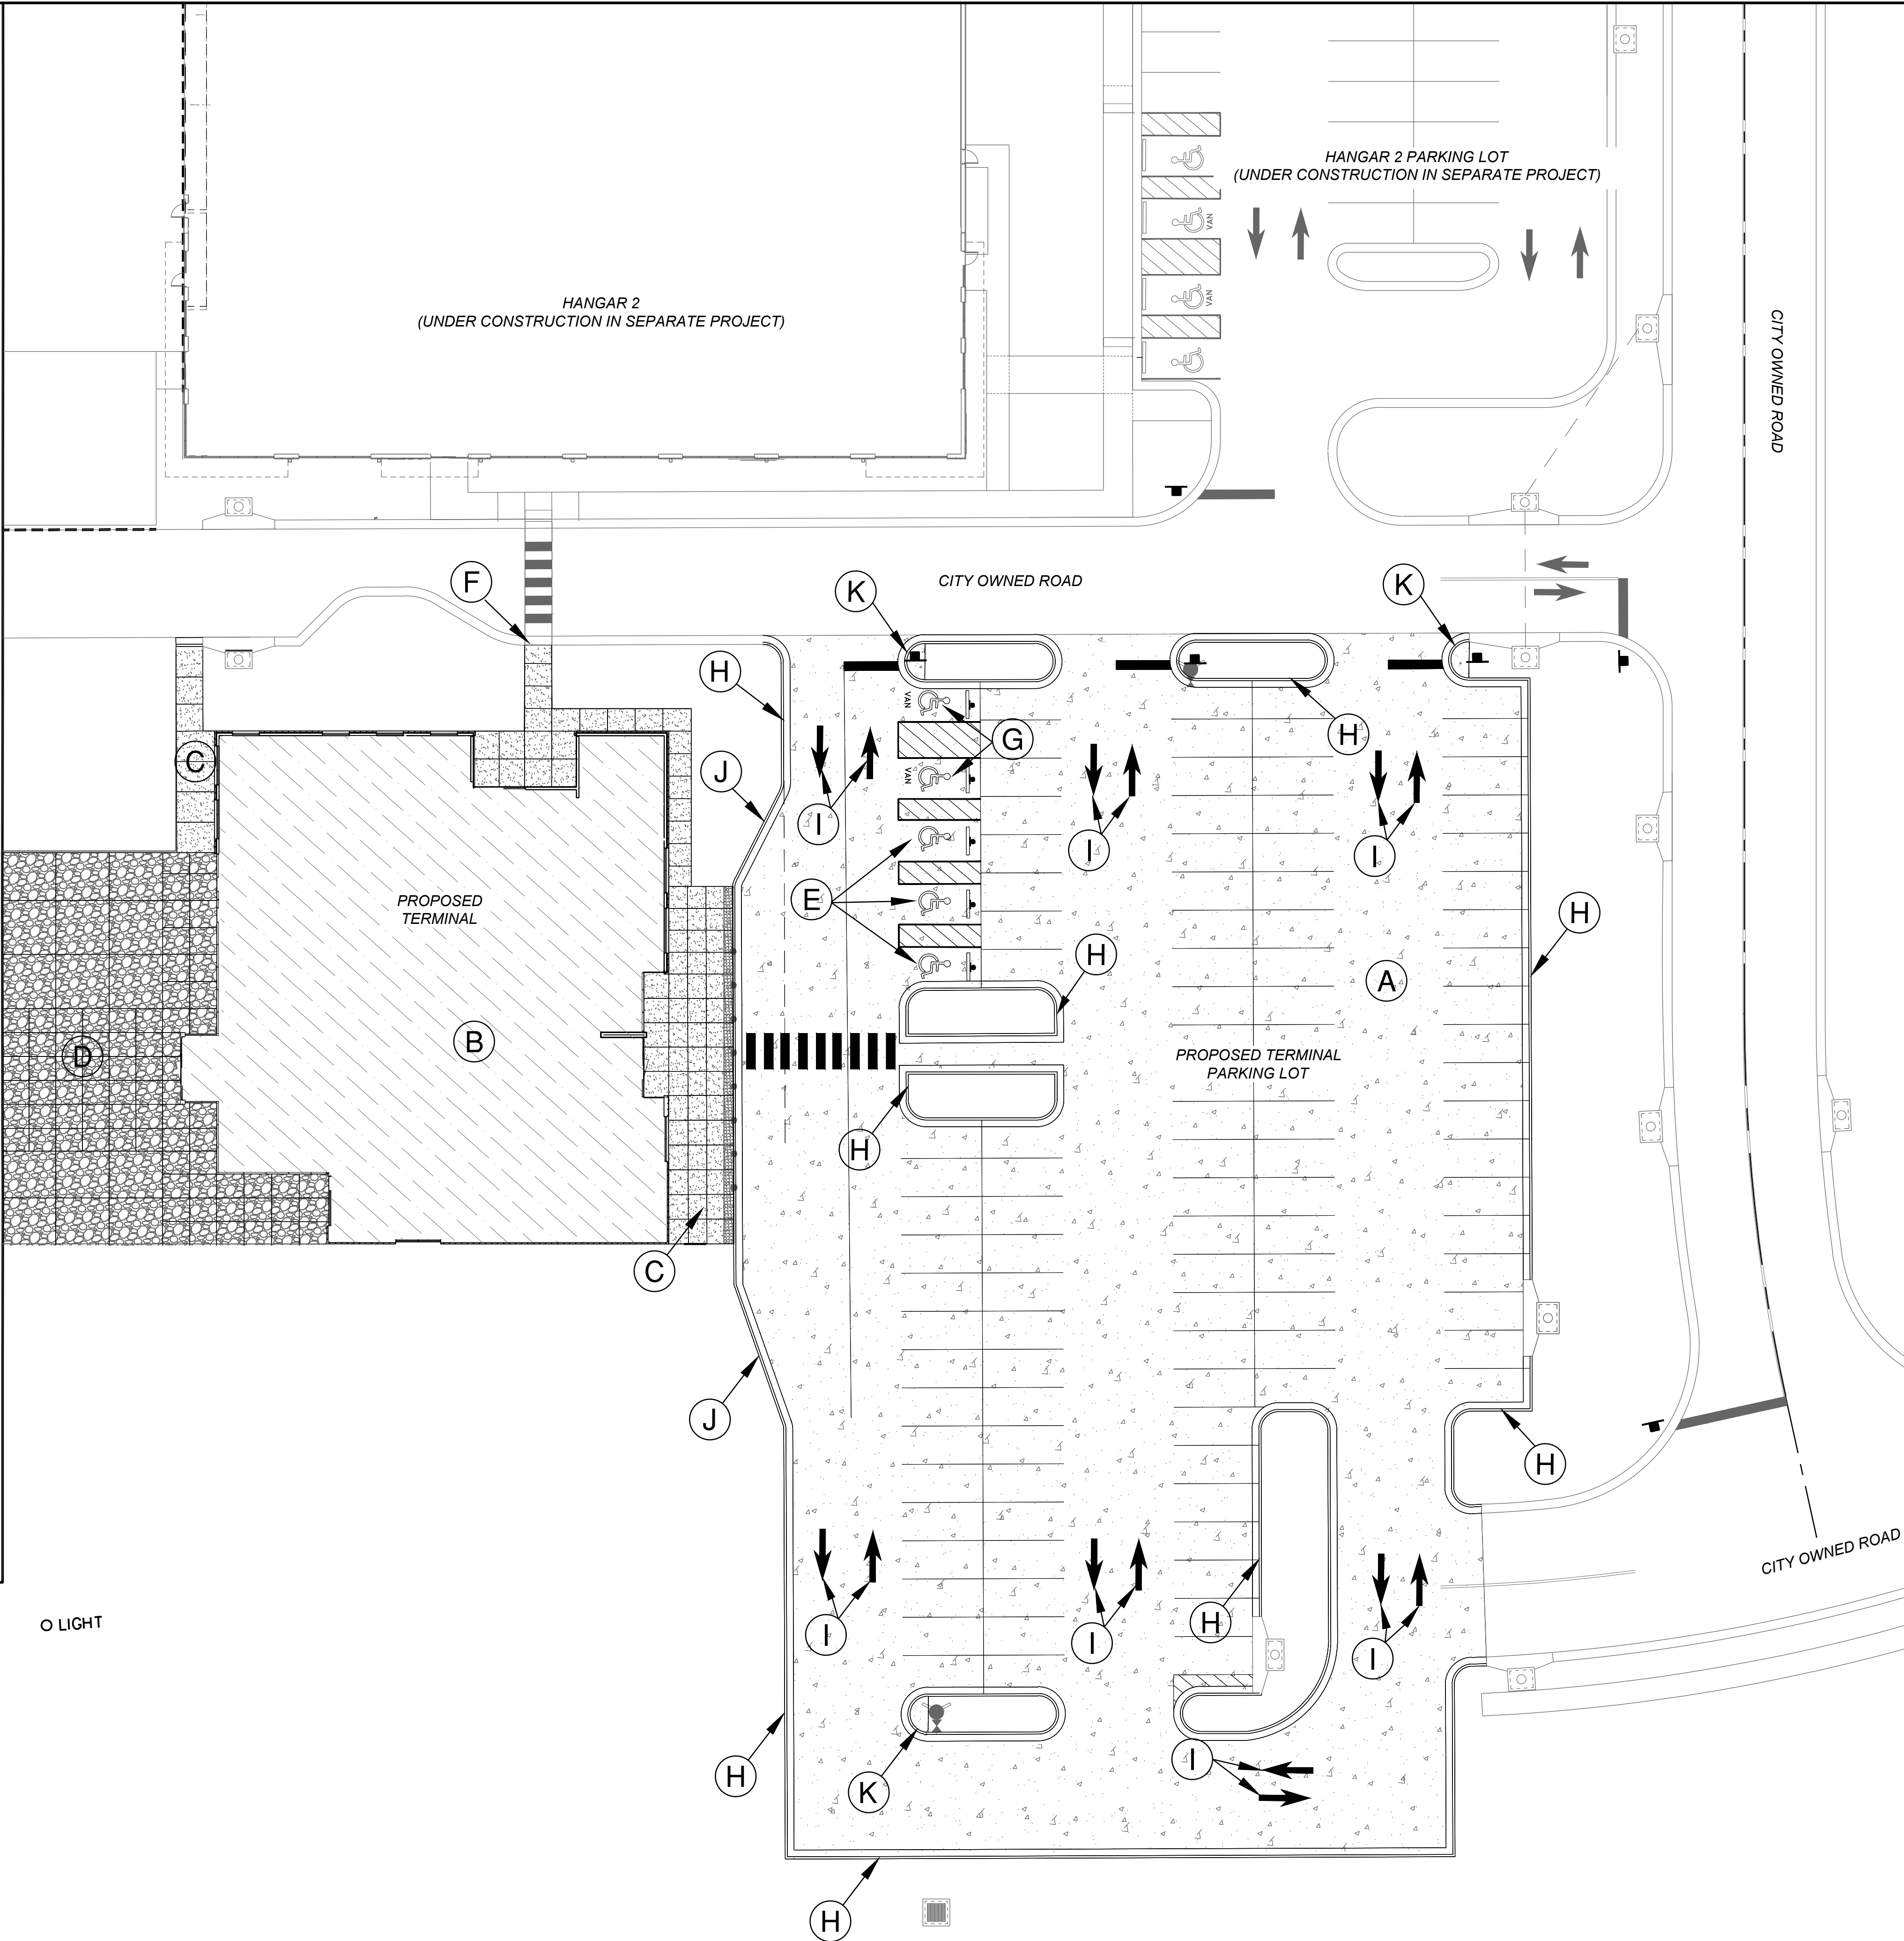 HANGAR 2 PARKING LOT
(UNDER CONSTRUCTION IN SEPARATE PROJECT)
VAN
VAN
HANGAR 2
(UNDER CONSTRUCTION IN SEPARATE PROJECT)
CITY OWNED ROAD
F
K
CITY OWNED ROAD
K
H
VAN
G
H
C
J
VAN
I
I
I
PROPOSED
TERMINAL
E
H
H
A
B
D
PROPOSED TERMINAL
PARKING LOT
H
C
J
H
CITY OWNED ROAD
O LIGHT
I
I
H
I
H
K
I
H